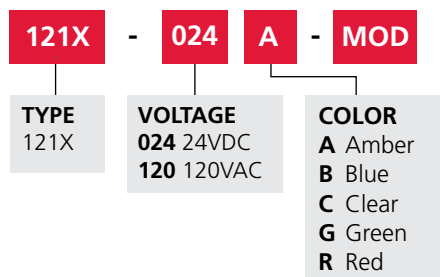 121X - 024 A - MOD
TYPE
121X
VOLTAGE
024 24VDC
120 120VAC
COLOR
A Amber
B Blue
C Clear
G Green
R Red